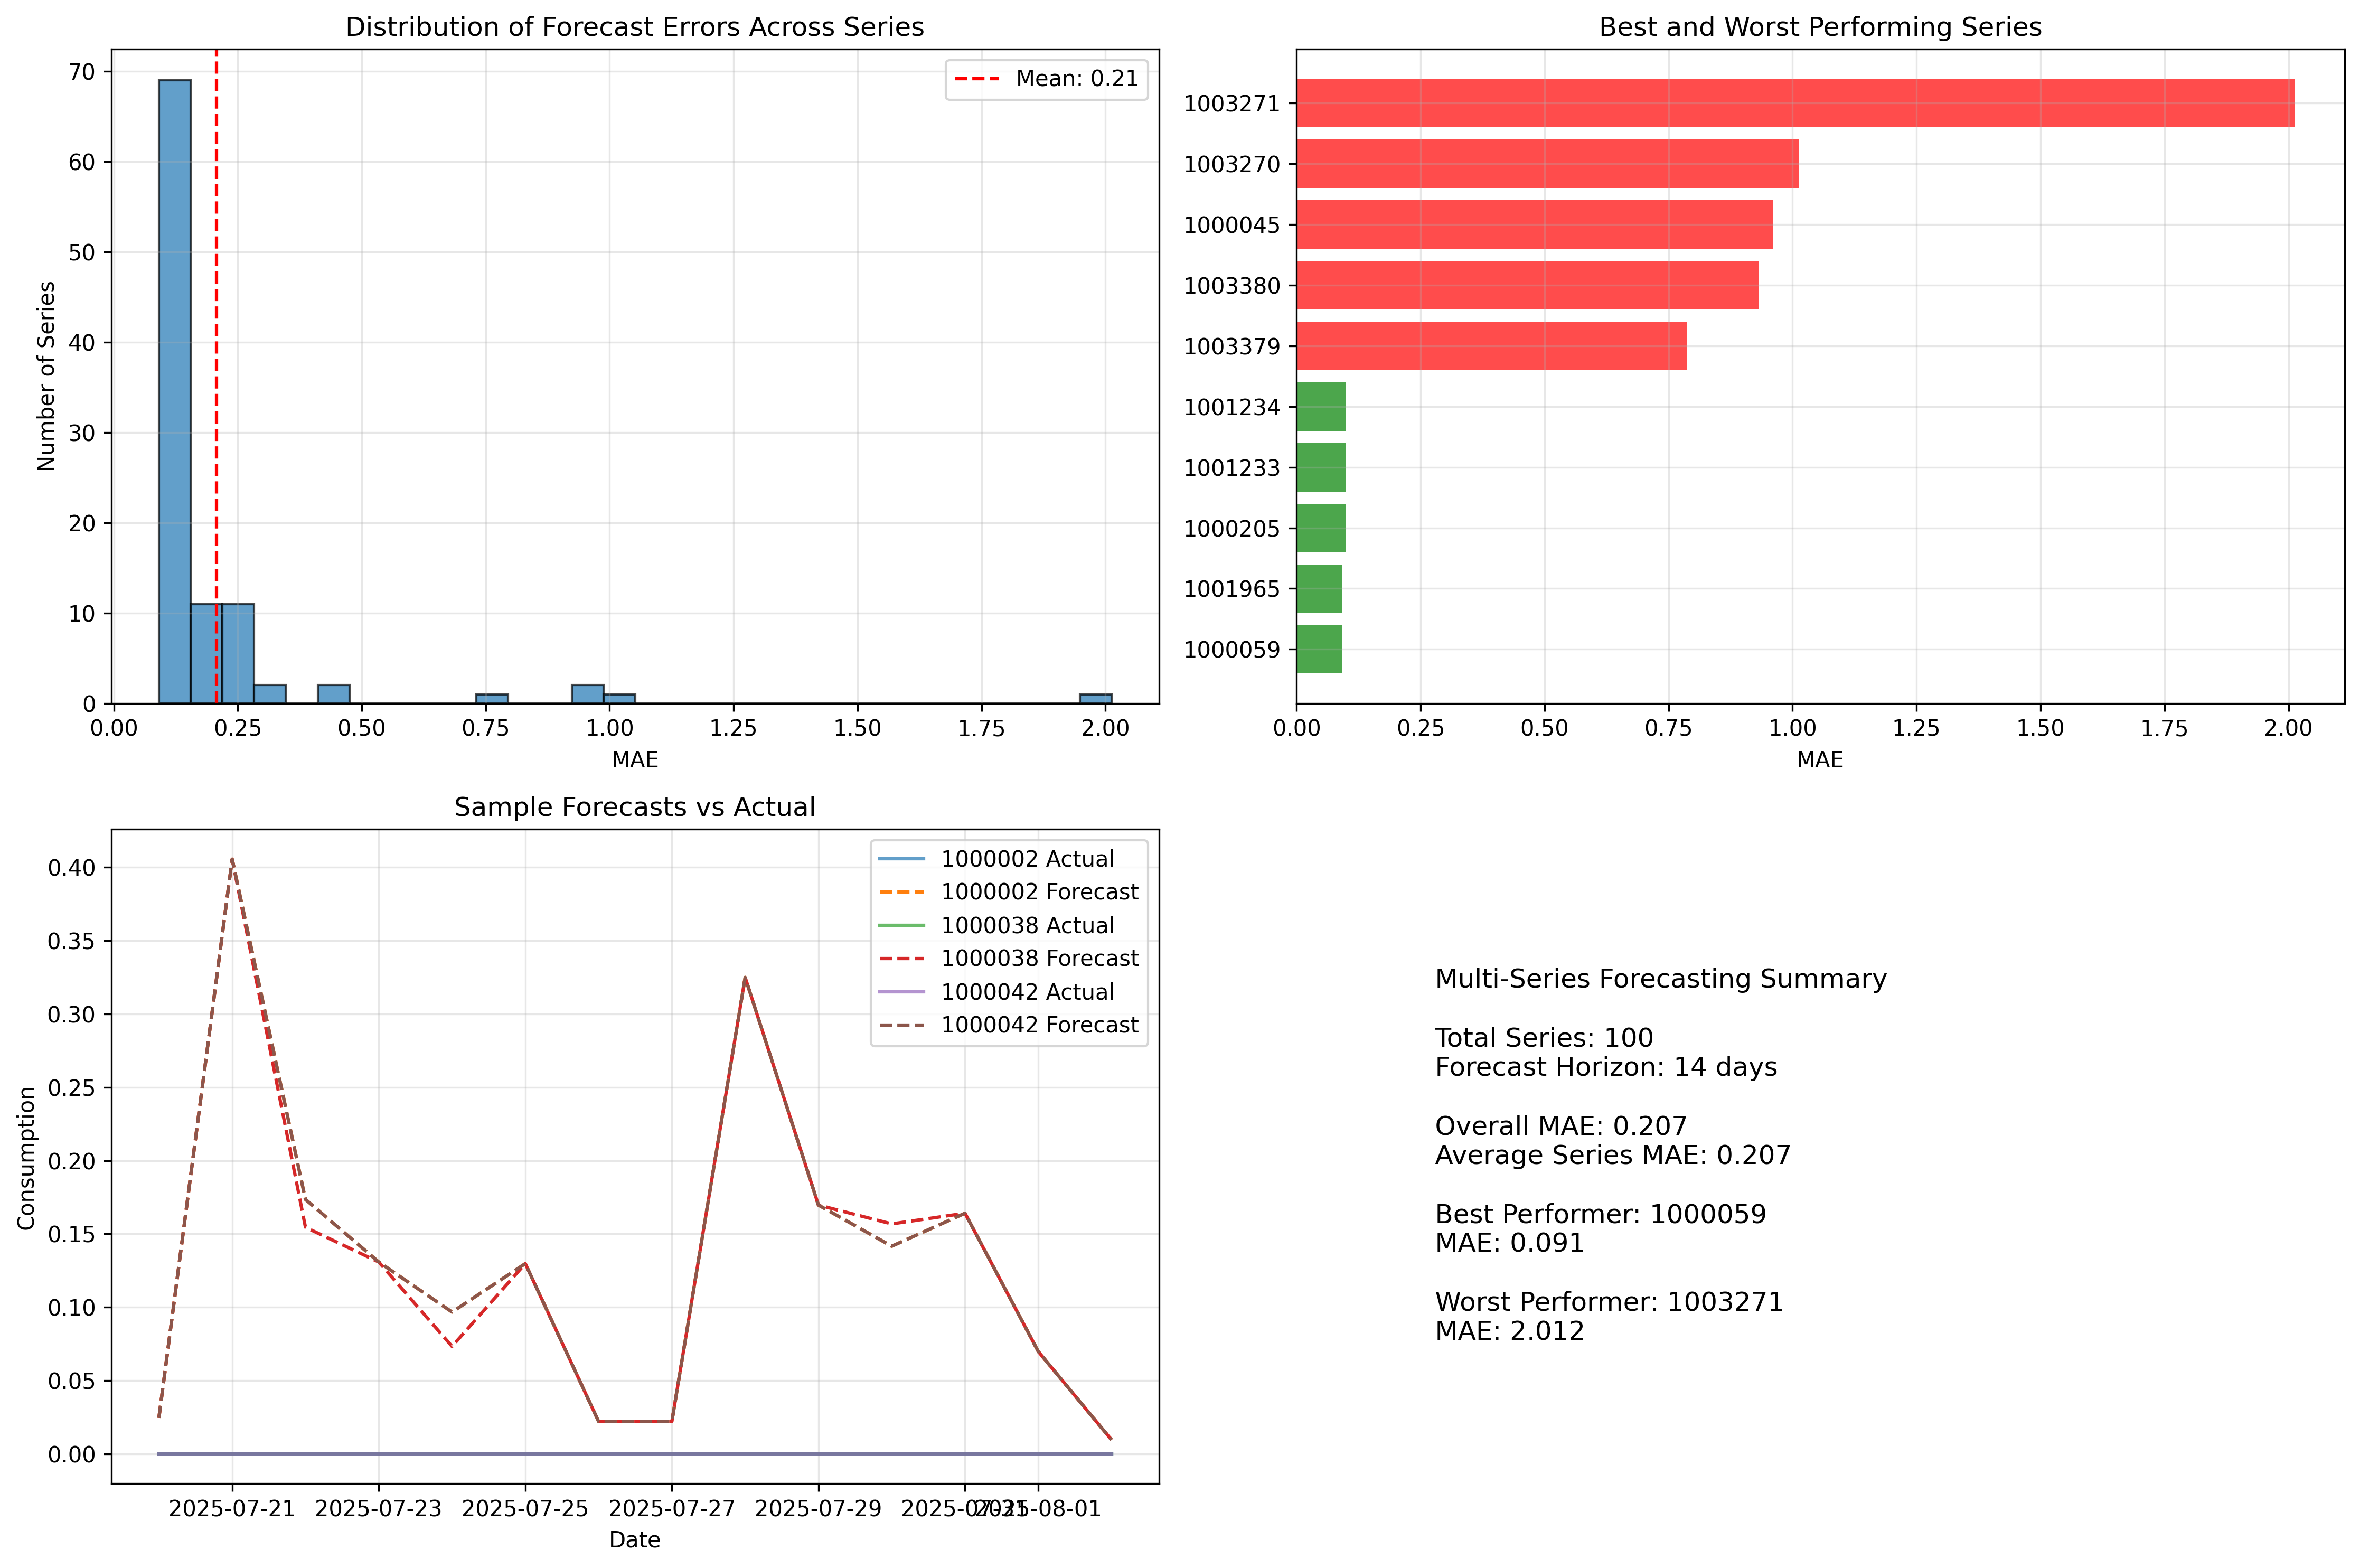 Distribution of Forecast Errors Across Series
Mean: 0.21
70
60
50
40
30
20
10
0
Number of Series
0.00 0.25 0.50 0.75 1.00 1.25 1.50 1.75 2.00
MAE
Best and Worst Performing Series
1003271
1003270
1000045
1003380
1003379
1001234
1001233
1000205
1001965
1000059
0.00 0.25 0.50 0.75 1.00 1.25 1.50 1.75 2.00
MAE
Sample Forecasts vs Actual
1000002 Actual
1000002 Forecast
1000038 Actual
1000038 Forecast
1000042 Actual
1000042 Forecast
0.40
0.35
0.30
0.25
0.20
0.15
0.10
0.05
0.00
Consumption
2025-07-21 2025-07-23 2025-07-25 2025-07-27 2025-07-29 2025-07-31 2025-08-01
Date
Multi-Series Forecasting Summary
Total Series: 100
Forecast Horizon: 14 days
Overall MAE: 0.207
Average Series MAE: 0.207
Best Performer: 1000059
MAE: 0.091
Worst Performer: 1003271
MAE: 2.012